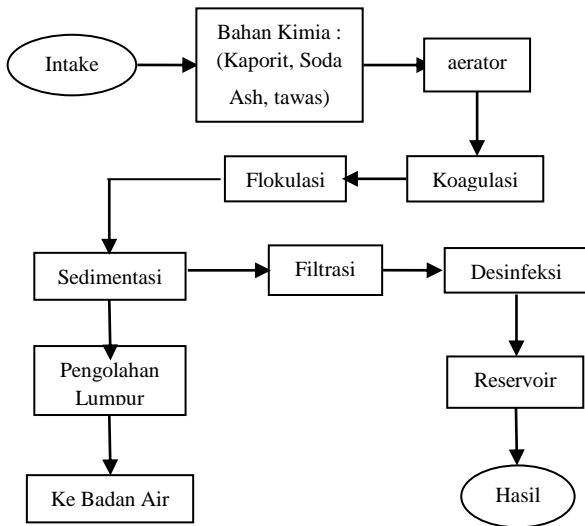 Intake
Bahan Kimia :
(Kaporit, Soda
Ash, tawas)
aerator
Flokulasi
Koagulasi
Sedimentasi
Filtrasi
Desinfeksi
Pengolahan
Lumpur
Reservoir
Ke Badan Air
Hasil